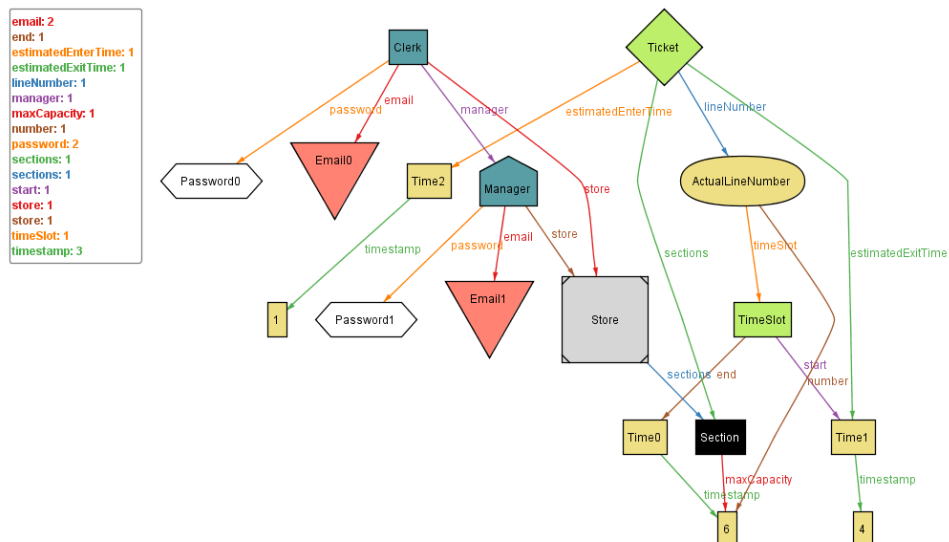 email: 2
end: 1
estimatedEnterTime: 1
estimatedExitTime: 1
lineNumber: 1
manager: 1
maxCapacity: 1
number: 1
password: 2
sections: 1
sections: 1
start: 1
store: 1
store: 1
timeSlot: 1
timestamp: 3
Clerk
Ticket
password
email
manager
estimatedEnterTime
lineNumber
Password0
Email0
Time2
Manager
store
ActualLineNumber
timestamp
password
email
store
sections
timeSlot
estimatedExitTime
1
Password1
Email1
Store
TimeSlot
sections
end
start
number
Time0
Section
Time1
maxCapacity
timestamp
timestamp
6
4